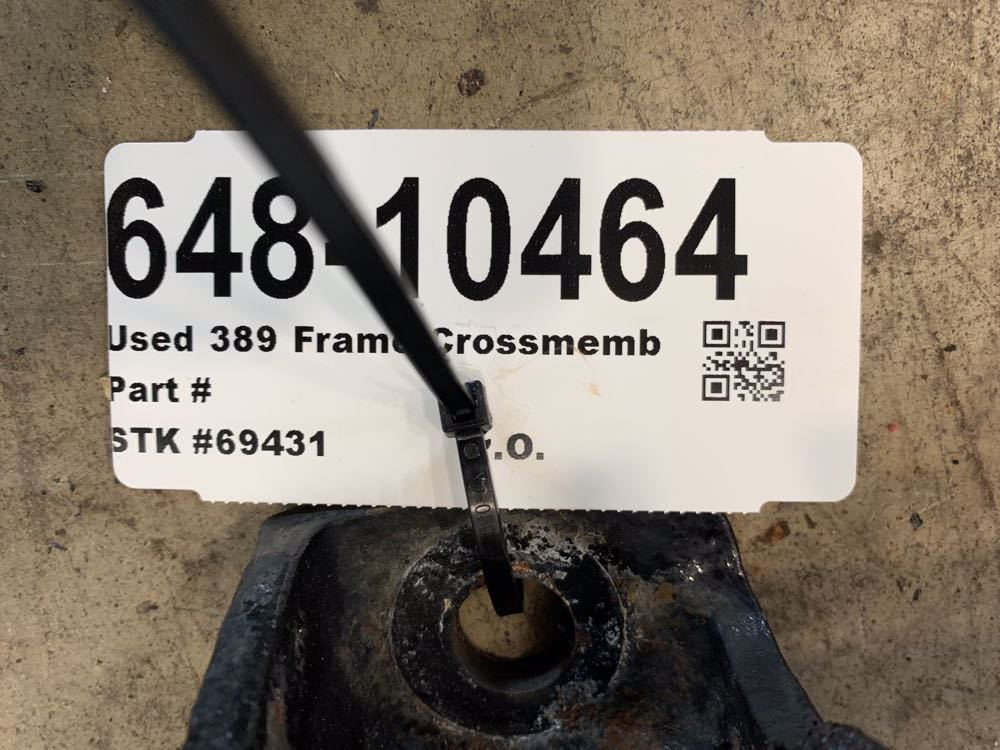 648-10464
Used 389 Frame Crossmemb
Part #
STK #69431
.O.